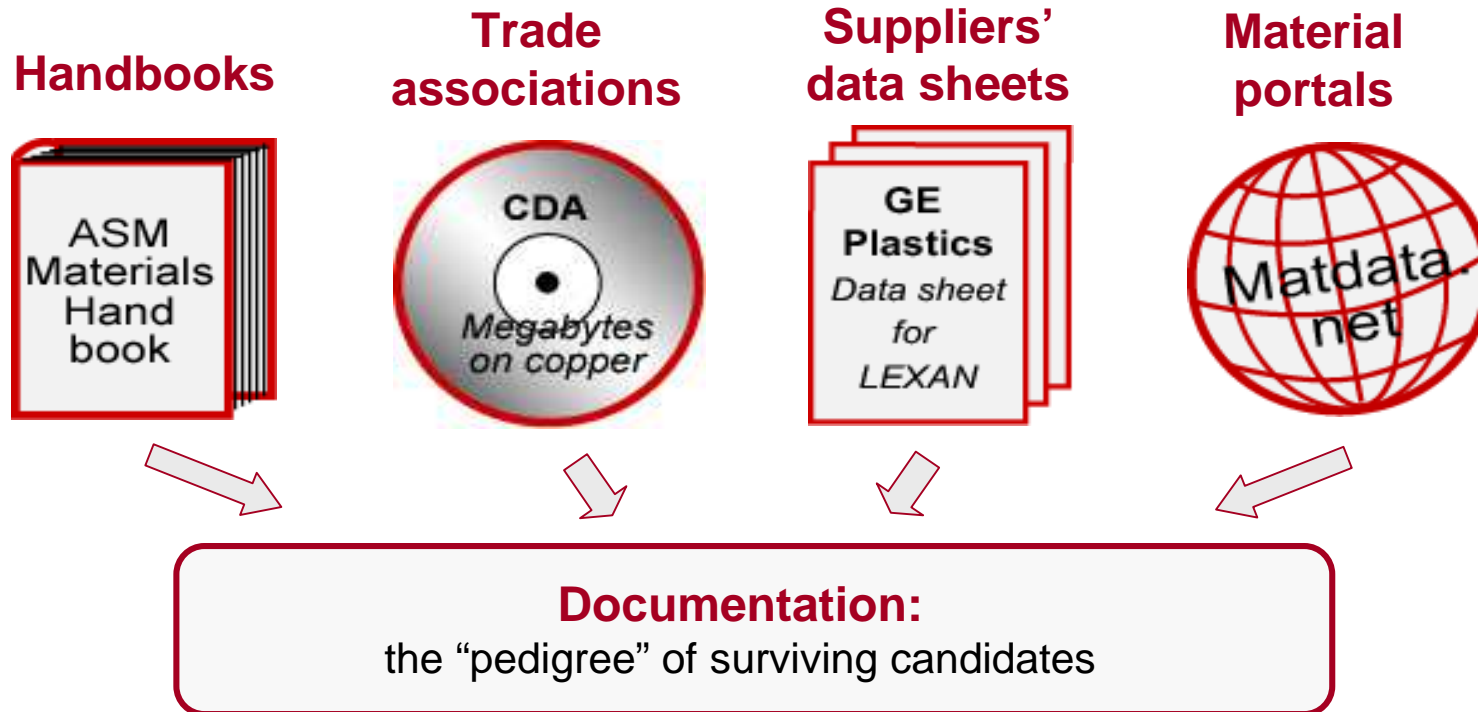 Handbooks
Trade
associations
Suppliers’
data sheets
Material
portals
ASM
Materials
Hand
book
CDA
Megabytes
on copper
GE
Plastics
Data sheet
for
LEXAN
Matdata.
net
Documentation:
the “pedigree” of surviving candidates